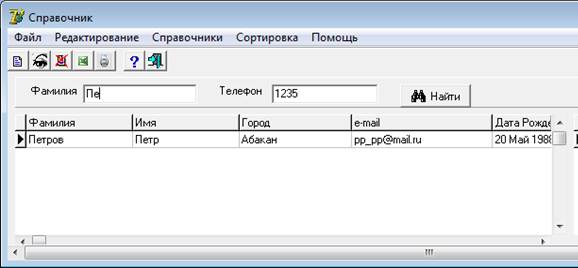 Справочник
Файл Редактирование Справочники Сортировка Помощь
Фамилия Пе Телефон 1235 Найти
Фамилия Имя Город e-mail Дата Рожде
Петров Петр Абакан pp_pp@mail.ru 20 Май 1988